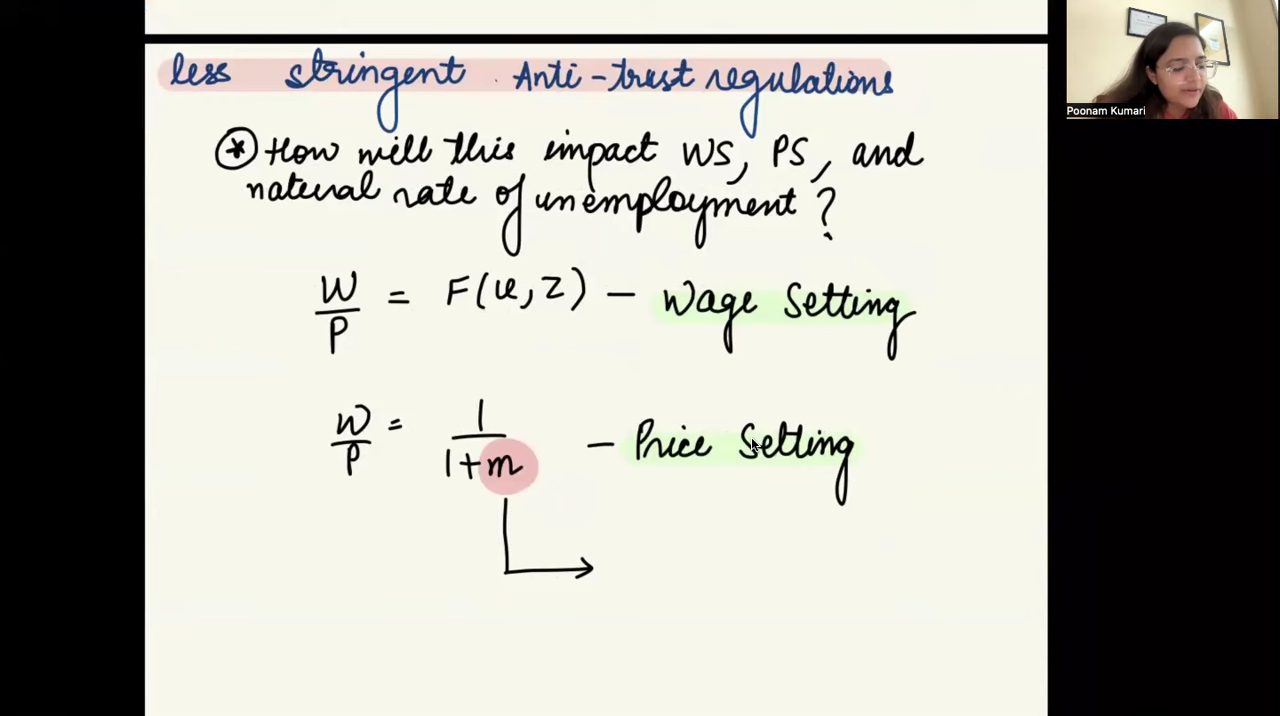 less stringent Anti-trust regulations
* How will this impact WS, PS, and
natural rate of unemployment?
W/P = F(u, z) - Wage Setting
W/P = 1/1+m - Price Setting
Poonam Kumari